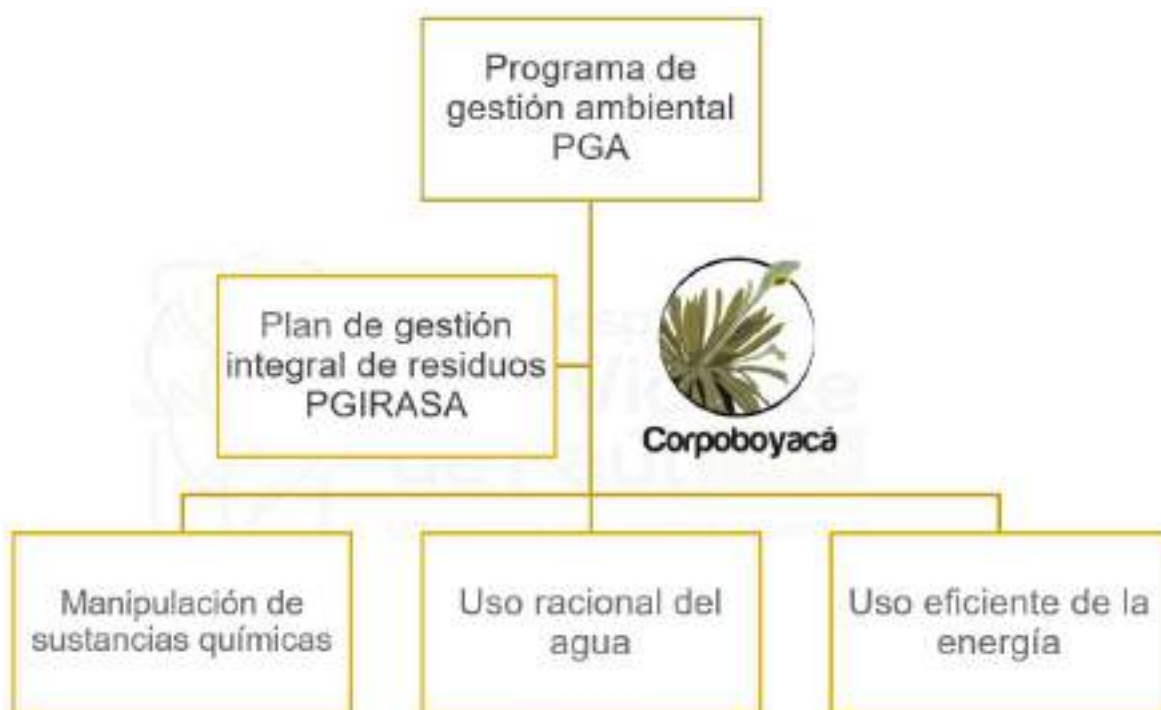 Programa de
gestión ambiental
PGA
Plan de gestión
integral de residuos
PGIRASA
Corpoboyacá
Manipulación de
sustancias químicas
Uso racional del
agua
Uso eficiente de la
energía